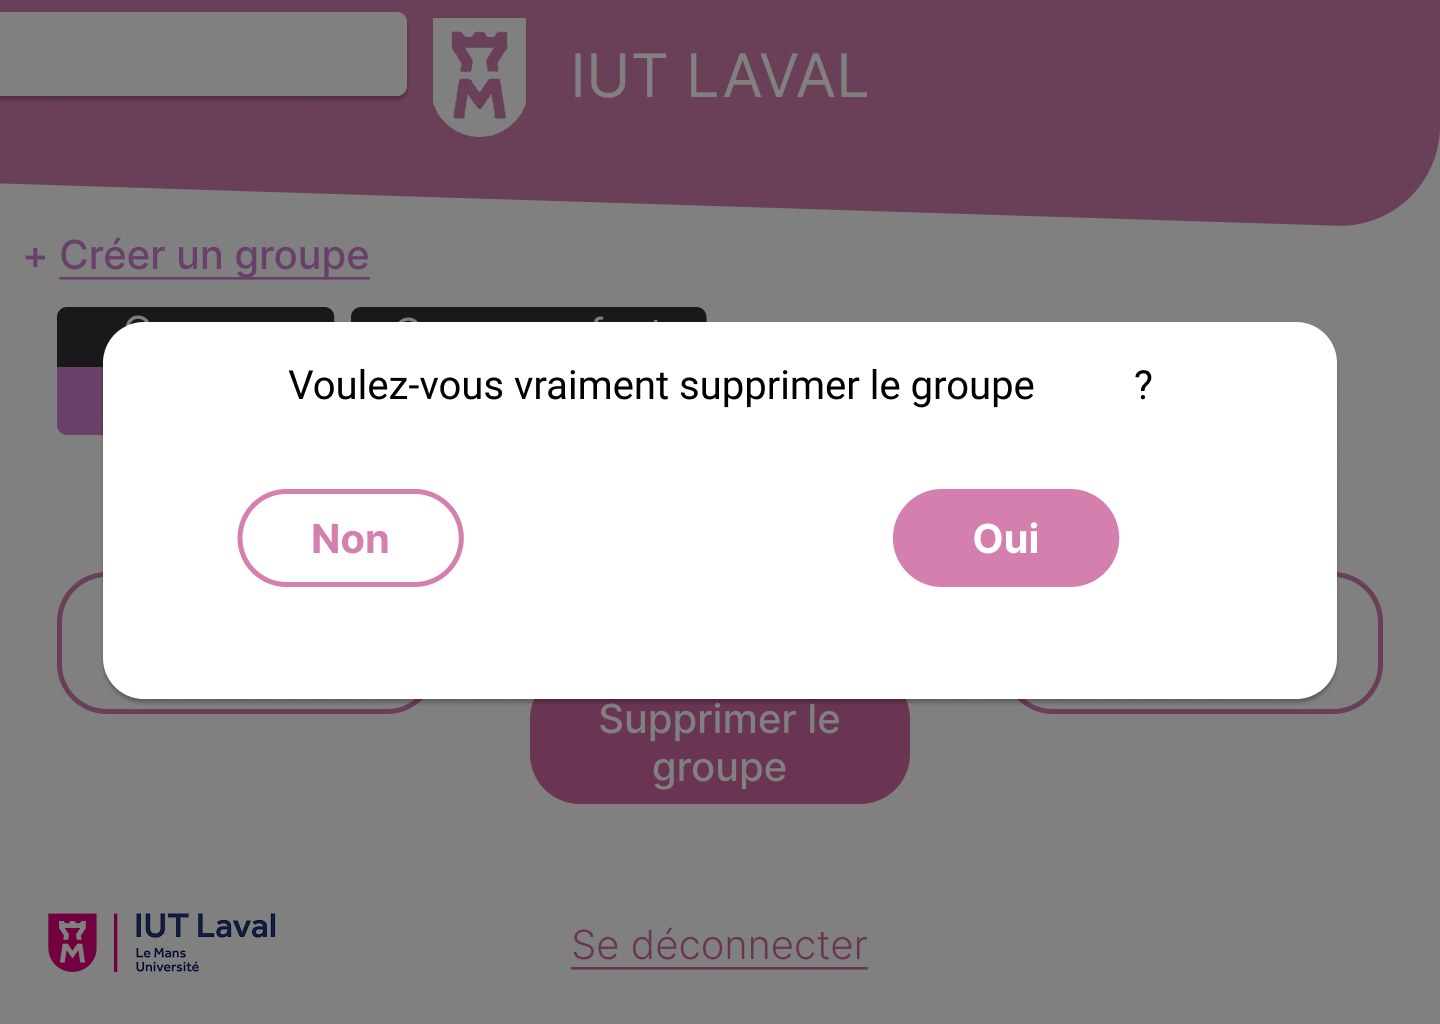 IUT LAVAL
+ Créer un groupe
Voulez-vous vraiment supprimer le groupe ?
Non
Oui
Supprimer le
groupe
IUT Laval
Le Mans
Université
Se déconnecter